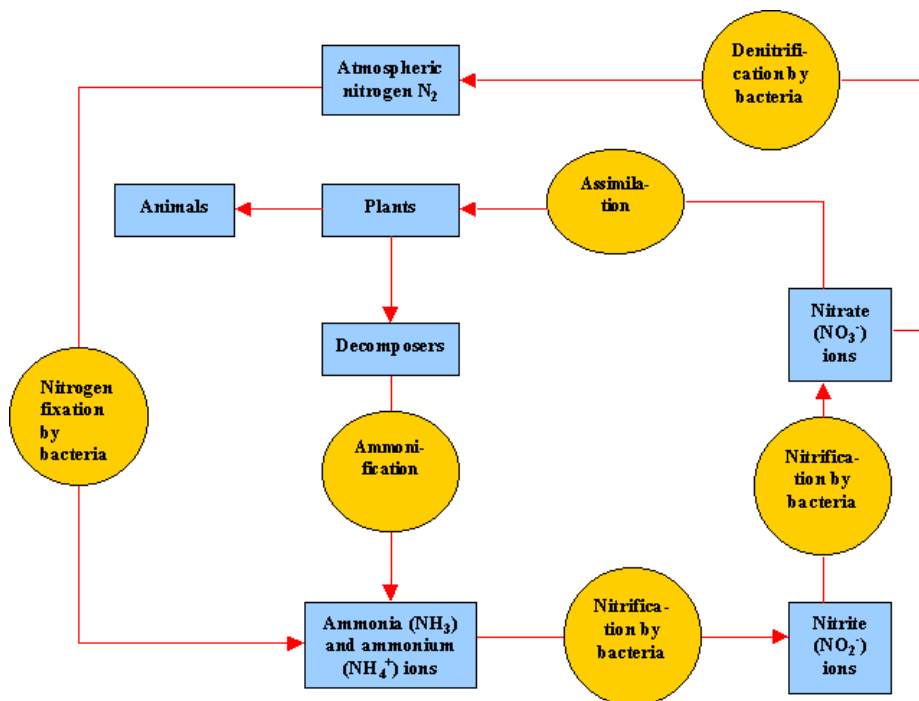 Atmospheric
nitrogen N₂
Denitrifi-
cation by
bacteria
Animals
Plants
Assimila-
tion
Decomposers
Nitrate
(NO₃⁻)
ions
Nitrogen
fixation
by
bacteria
Ammoni-
fication
Nitrifica-
tion by
bacteria
Ammonia (NH₃)
and ammonium
(NH₄⁺) ions
Nitrifica-
tion by
bacteria
Nitrite
(NO₂⁻)
ions